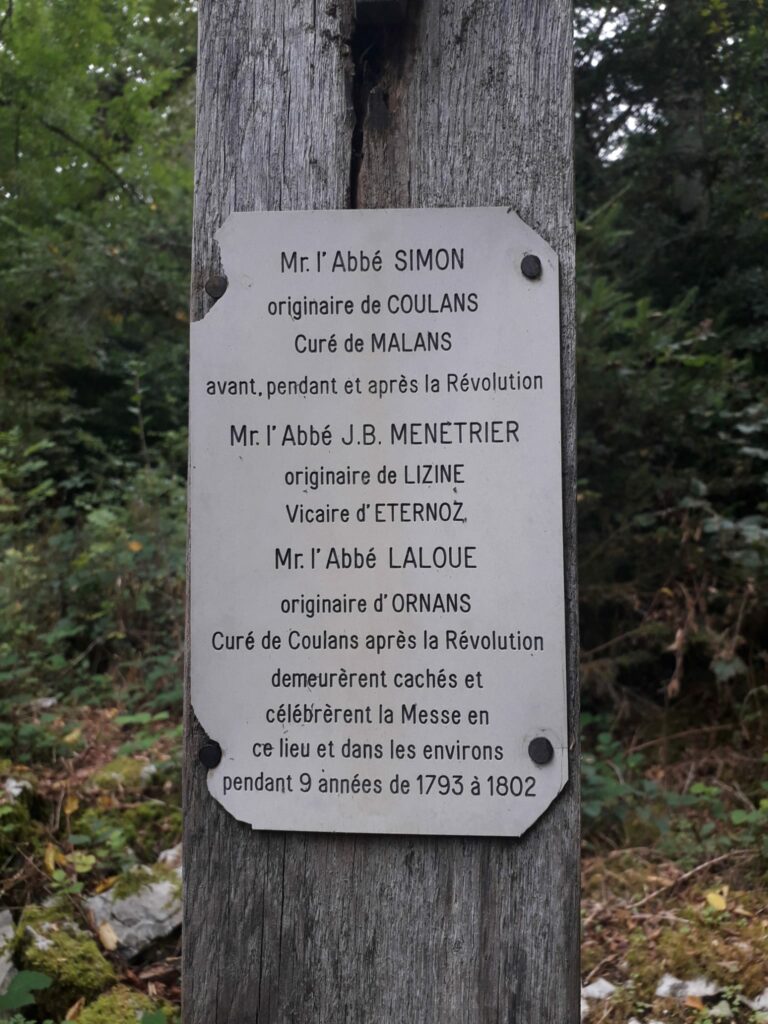 Mr. l'Abbé SIMON
originaire de COULANS
Curé de MALANS
avant, pendant et après la Révolution
Mr. l'Abbé J.B. MENETRIER
originaire de LIZINE
Vicaire d'ETERNOZ
Mr. l'Abbé LALOUE
originaire d'ORNANS
Curé de Coulans après la Révolution
demeurèrent cachés et
célébrèrent la Messe en
ce lieu et dans les environs
pendant 9 années de 1793 à 1802